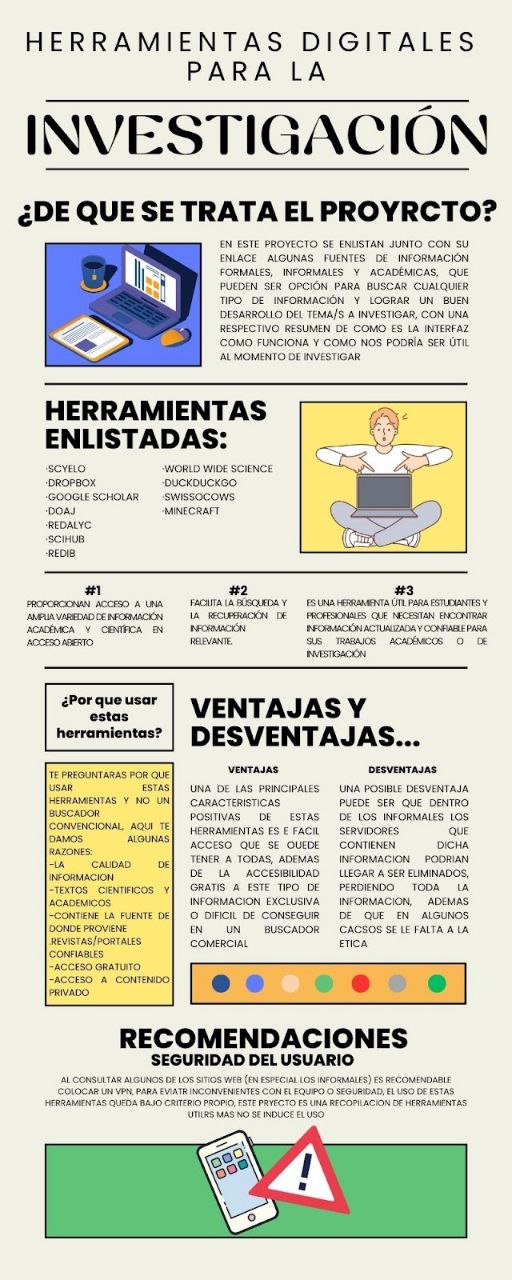 HERRAMIENTAS DIGITALES
PARA LA
INVESTIGACIÓN
¿DE QUE SE TRATA EL PROYRCTO?
EN ESTE PROYECTO SE ENLISTAN JUNTO CON SU
ENLACE ALGUNAS FUENTES DE INFORMACIÓN
FORMALES, INFORMALES Y ACADÉMICAS, QUE
PUEDEN SER OPCIÓN PARA BUSCAR CUALQUIER
TIPO DE INFORMACIÓN Y LOGRAR UN BUEN
DESARROLLO DEL TEMA/S A INVESTIGAR, CON UNA
RESPECTIVO RESUMEN DE COMO ES LA INTERFAZ
COMO FUNCIONA Y COMO NOS PODRÍA SER ÚTIL
AL MOMENTO DE INVESTIGAR
HERRAMIENTAS
ENLISTADAS:
·SCYELO
·DROPBOX
·GOOGLE SCHOLAR
·DOAJ
·REDALYC
·SCIHUB
·REDIB
·WORLD WIDE SCIENCE
·DUCKDUCKGO
·SWISSOCOWS
·MINECRAFT
#1
PROPORCIONAN ACCESO A UNA
AMPLIA VARIEDAD DE INFORMACIÓN
ACADÉMICA Y CIENTÍFICA EN
ACCESO ABIERTO
#2
FACILITA LA BÚSQUEDA Y
LA RECUPERACIÓN DE
INFORMACIÓN
RELEVANTE.
#3
ES UNA HERRAMIENTA ÚTIL PARA ESTUDIANTES Y
PROFESIONALES QUE NECESITAN ENCONTRAR
INFORMACIÓN ACTUALIZADA Y CONFIABLE PARA
SUS TRABAJOS ACADÉMICOS O DE
INVESTIGACIÓN
¿Por que usar
estas
herramientas?
TE PREGUNTARAS POR QUE
USAR ESTAS
HERRAMIENTAS Y NO UN
BUSCADOR
CONVENCIONAL, AQUI TE
DAMOS ALGUNAS
RAZONES:
-LA CALIDAD DE
INFORMACION
-TEXTOS CIENTIFICOS Y
ACADEMICOS
-CONTIENE LA FUENTE DE
DONDE PROVIENE
.REVISTAS/PORTALES
CONFIABLES
-ACCESO GRATUITO
-ACCESO A CONTENIDO
PRIVADO
VENTAJAS Y
DESVENTAJAS...
VENTAJAS
UNA DE LAS PRINCIPALES
CARACTERISTICAS
POSITIVAS DE ESTAS
HERRAMIENTAS ES E FACIL
ACCESO QUE SE OUEDE
TENER A TODAS, ADEMAS
DE LA ACCESIBILIDAD
GRATIS A ESTE TIPO DE
INFORMACION EXCLUSIVA
O DIFICIL DE CONSEGUIR
EN UN BUSCADOR
COMERCIAL
DESVENTAJAS
UNA POSIBLE DESVENTAJA
PUEDE SER QUE DENTRO
DE LOS INFORMALES LOS
SERVIDORES QUE
CONTIENEN DICHA
INFORMACION PODRIAN
LLEGAR A SER ELIMINADOS,
PERDIENDO TODA LA
INFORMACION, ADEMAS
DE QUE EN ALGUNOS
CACSOS SE LE FALTA A LA
ETICA
RECOMENDACIONES
SEGURIDAD DEL USUARIO
AL CONSULTAR ALGUNOS DE LOS SITIOS WEB (EN ESPECIAL LOS INFORMALES) ES RECOMENDABLE
COLOCAR UN VPN, PARA EVIATR INCONVENIENTES CON EL EQUIPO O SEGURIDAD, EL USO DE ESTAS
HERRAMIENTAS QUEDA BAJO CRITERIO PROPIO, ESTE PRYECTO ES UNA RECOPILACION DE HERRAMIENTAS
UTILRS MAS NO SE INDUCE EL USO